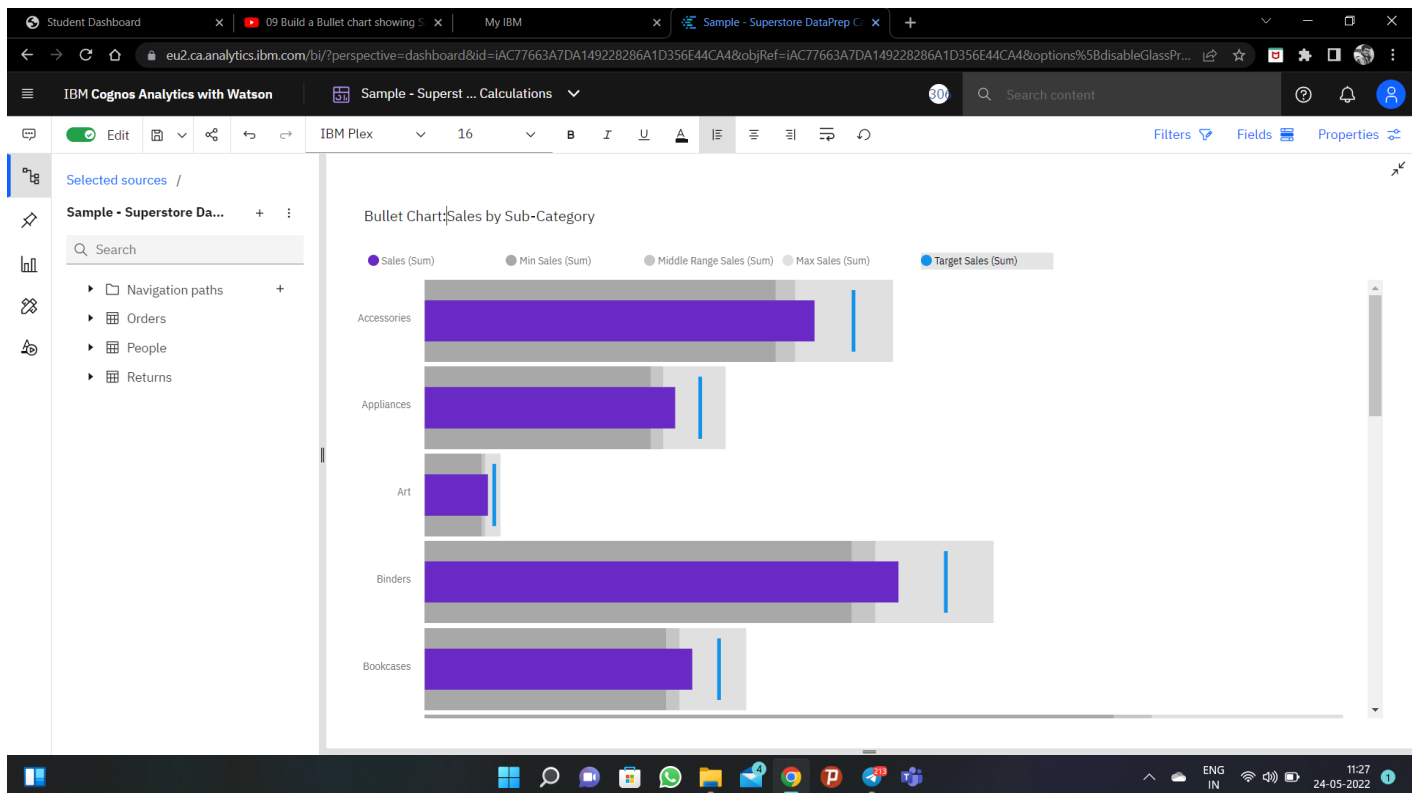 Student Dashboard
09 Build a Bullet chart showing S
My IBM
Sample - Superstore DataPrep C
eu2.ca.analytics.ibm.com/bi/?perspective=dashboard&id=iAC77663A7DA149228286A1D356E44CA4&objRef=iAC77663A7DA149228286A1D356E44CA4&options%5BdisableGlassPr...
IBM Cognos Analytics with Watson
Sample - Superst ... Calculations
306
Search content
Edit
IBM Plex
16
B
I
U
A
Filters
Fields
Properties
Selected sources /
Sample - Superstore Da...
Search
Navigation paths
Orders
People
Returns
Bullet Chart:Sales by Sub-Category
Sales (Sum)
Min Sales (Sum)
Middle Range Sales (Sum)
Max Sales (Sum)
Target Sales (Sum)
Accessories
Appliances
Art
Binders
Bookcases
4
213
ENG
IN
11:27
24-05-2022
1